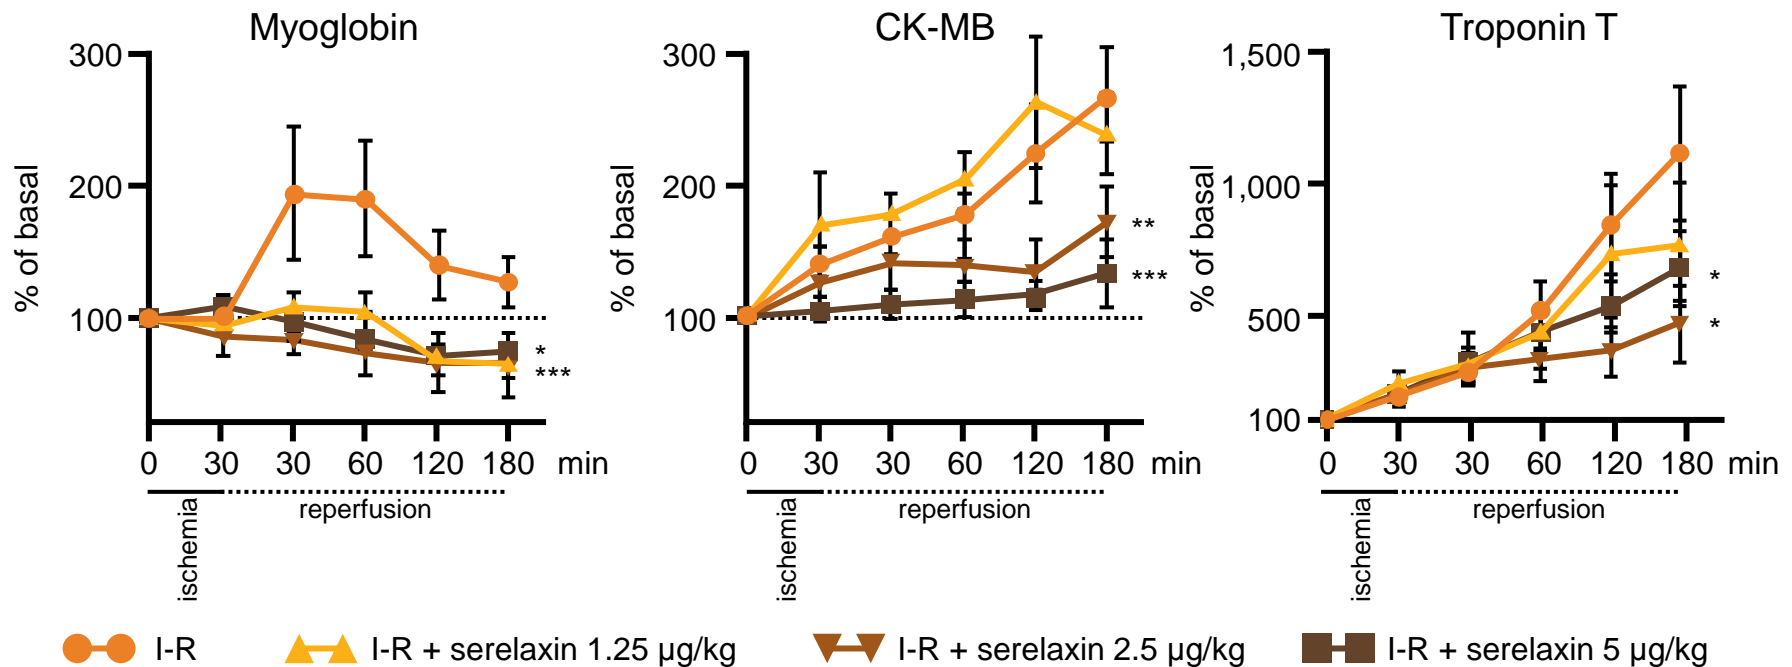 Myoglobin
300
200
100
% of basal
*
***
0 30 30 60 120 180 min
ischemia
reperfusion
CK-MB
300
200
100
% of basal
**
***
0 30 30 60 120 180 min
ischemia
reperfusion
Troponin T
1,500
1,000
500
100
% of basal
*
*
0 30 30 60 120 180 min
ischemia
reperfusion
I-R
I-R + serelaxin 1.25 µg/kg
I-R + serelaxin 2.5 µg/kg
I-R + serelaxin 5 µg/kg